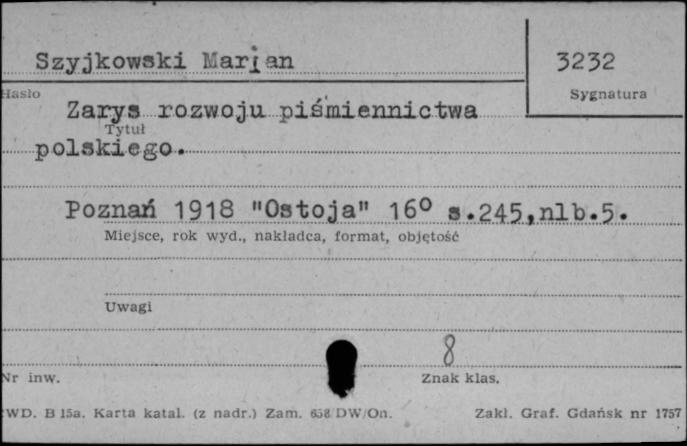 Szyjkowski Marjan
3232
Hasło
Sygnatura
Zarys rozwoju piśmiennictwa
Tytuł
polskiego.
Poznań 1918 "Ostoja" 16° s.245,nlb.5.
Miejsce, rok wyd., nakładca, format, objętość
Uwagi
8
Nr inw.
Znak klas.
WD. B 15a. Karta katal. (z nadr.) Zam. 658/DW/On.
Zakł. Graf. Gdańsk nr 1757